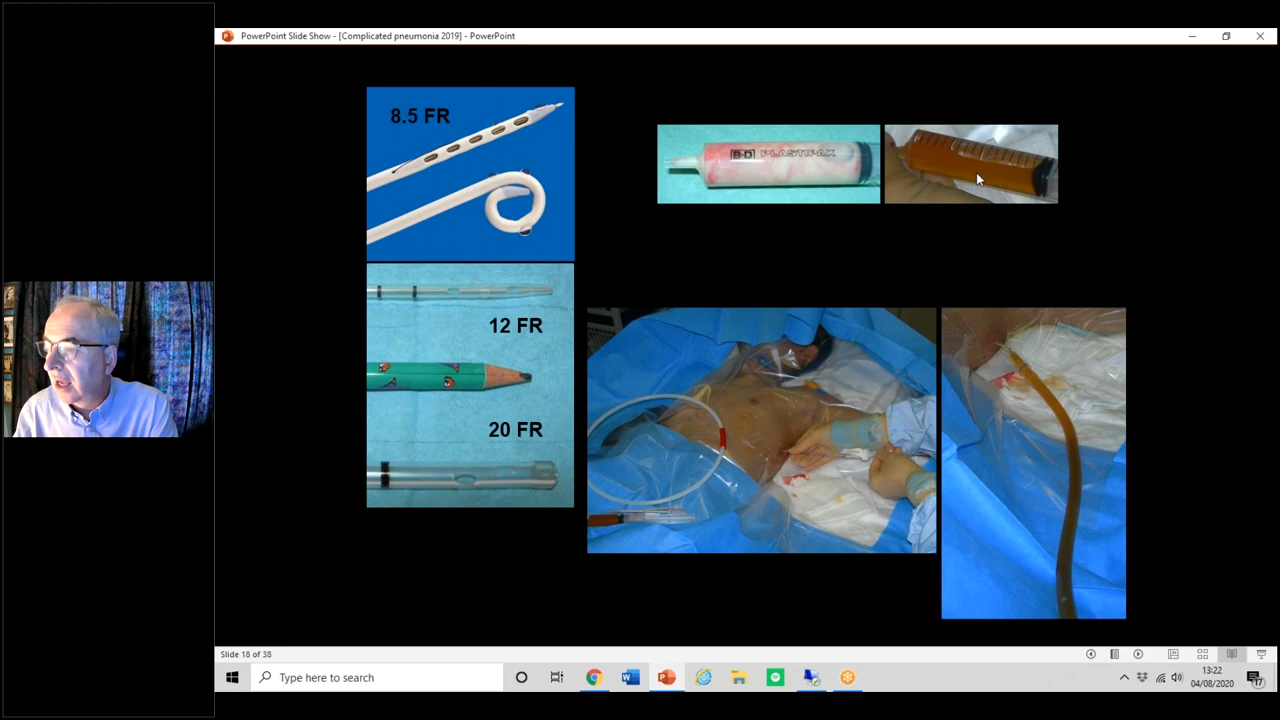 PowerPoint Slide Show - [Complicated pneumonia 2019] - PowerPoint
8.5 FR
B-D PLASTIPAK
12 FR
20 FR
Slide 18 of 38
Type here to search
13:22
04/08/2020
17